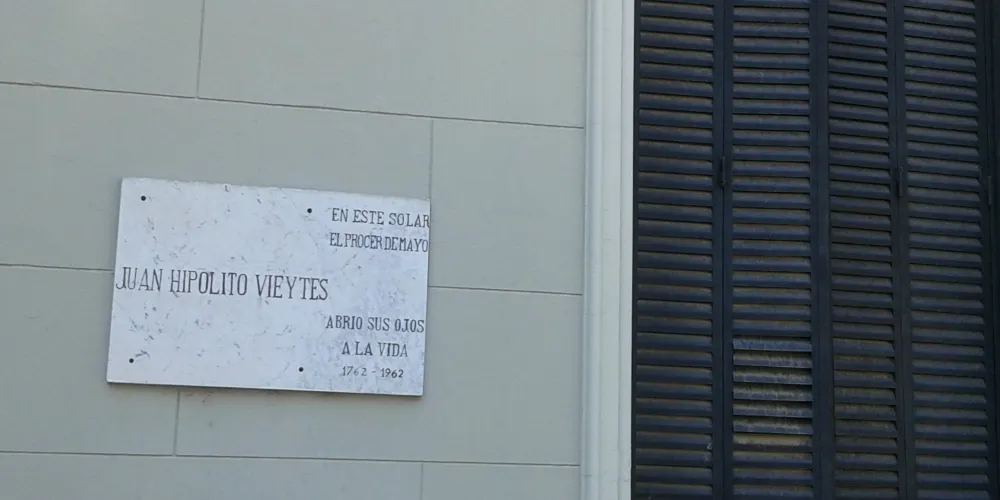 EN ESTE SOLAR
EL PROCER DE MAYO
JUAN HIPOLITO VIEYTES
ABRIO SUS OJOS
A LA VIDA
1762 - 1962